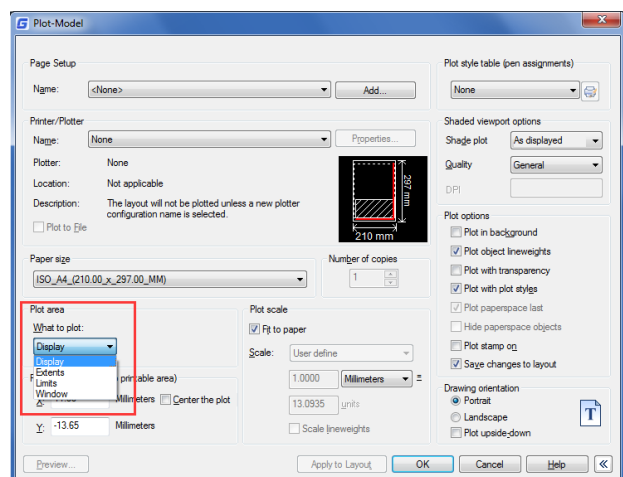 Plot-Model
Page Setup
Name: <None> Add...
Plot style table (pen assignments)
None
Printer/Plotter
Name: None Properties...
Plotter: None
Location: Not applicable
Description: The layout will not be plotted unless a new plotter
configuration name is selected.
Plot to File
297 mm
210 mm
Shaded viewport options
Shade plot As displayed
Quality General
DPI
Paper size
ISO_A4_(210.00_x_297.00_MM)
Number of copies
1
Plot options
Plot in background
Plot object lineweights
Plot with transparency
Plot with plot styles
Plot paperspace last
Hide paperspace objects
Plot stamp on
Save changes to layout
Plot area
What to plot:
Display
Display
Extents
Limits
Window
printable area)
X: Millimeters Center the plot
Y: -13.65 Millimeters
Plot scale
Fit to paper
Scale: User define
1.0000 Millimeters =
13.0935 units
Scale lineweights
Drawing orientation
Portrait
Landscape
Plot upside-down
T
Preview... Apply to Layout OK Cancel Help